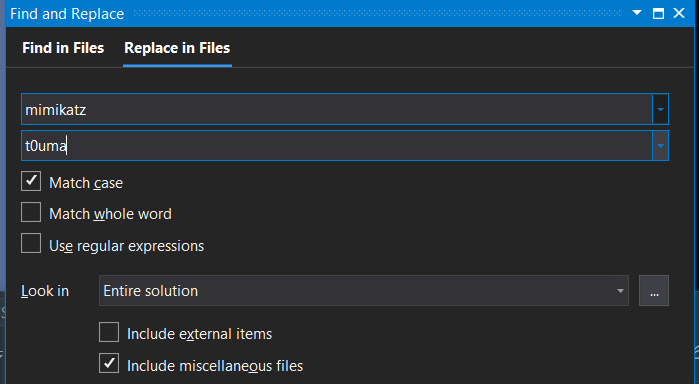 Find and Replace
Find in Files Replace in Files
mimikatz
t0uma
Match case
Match whole word
Use regular expressions
Look in Entire solution ...
Include external items
Include miscellaneous files